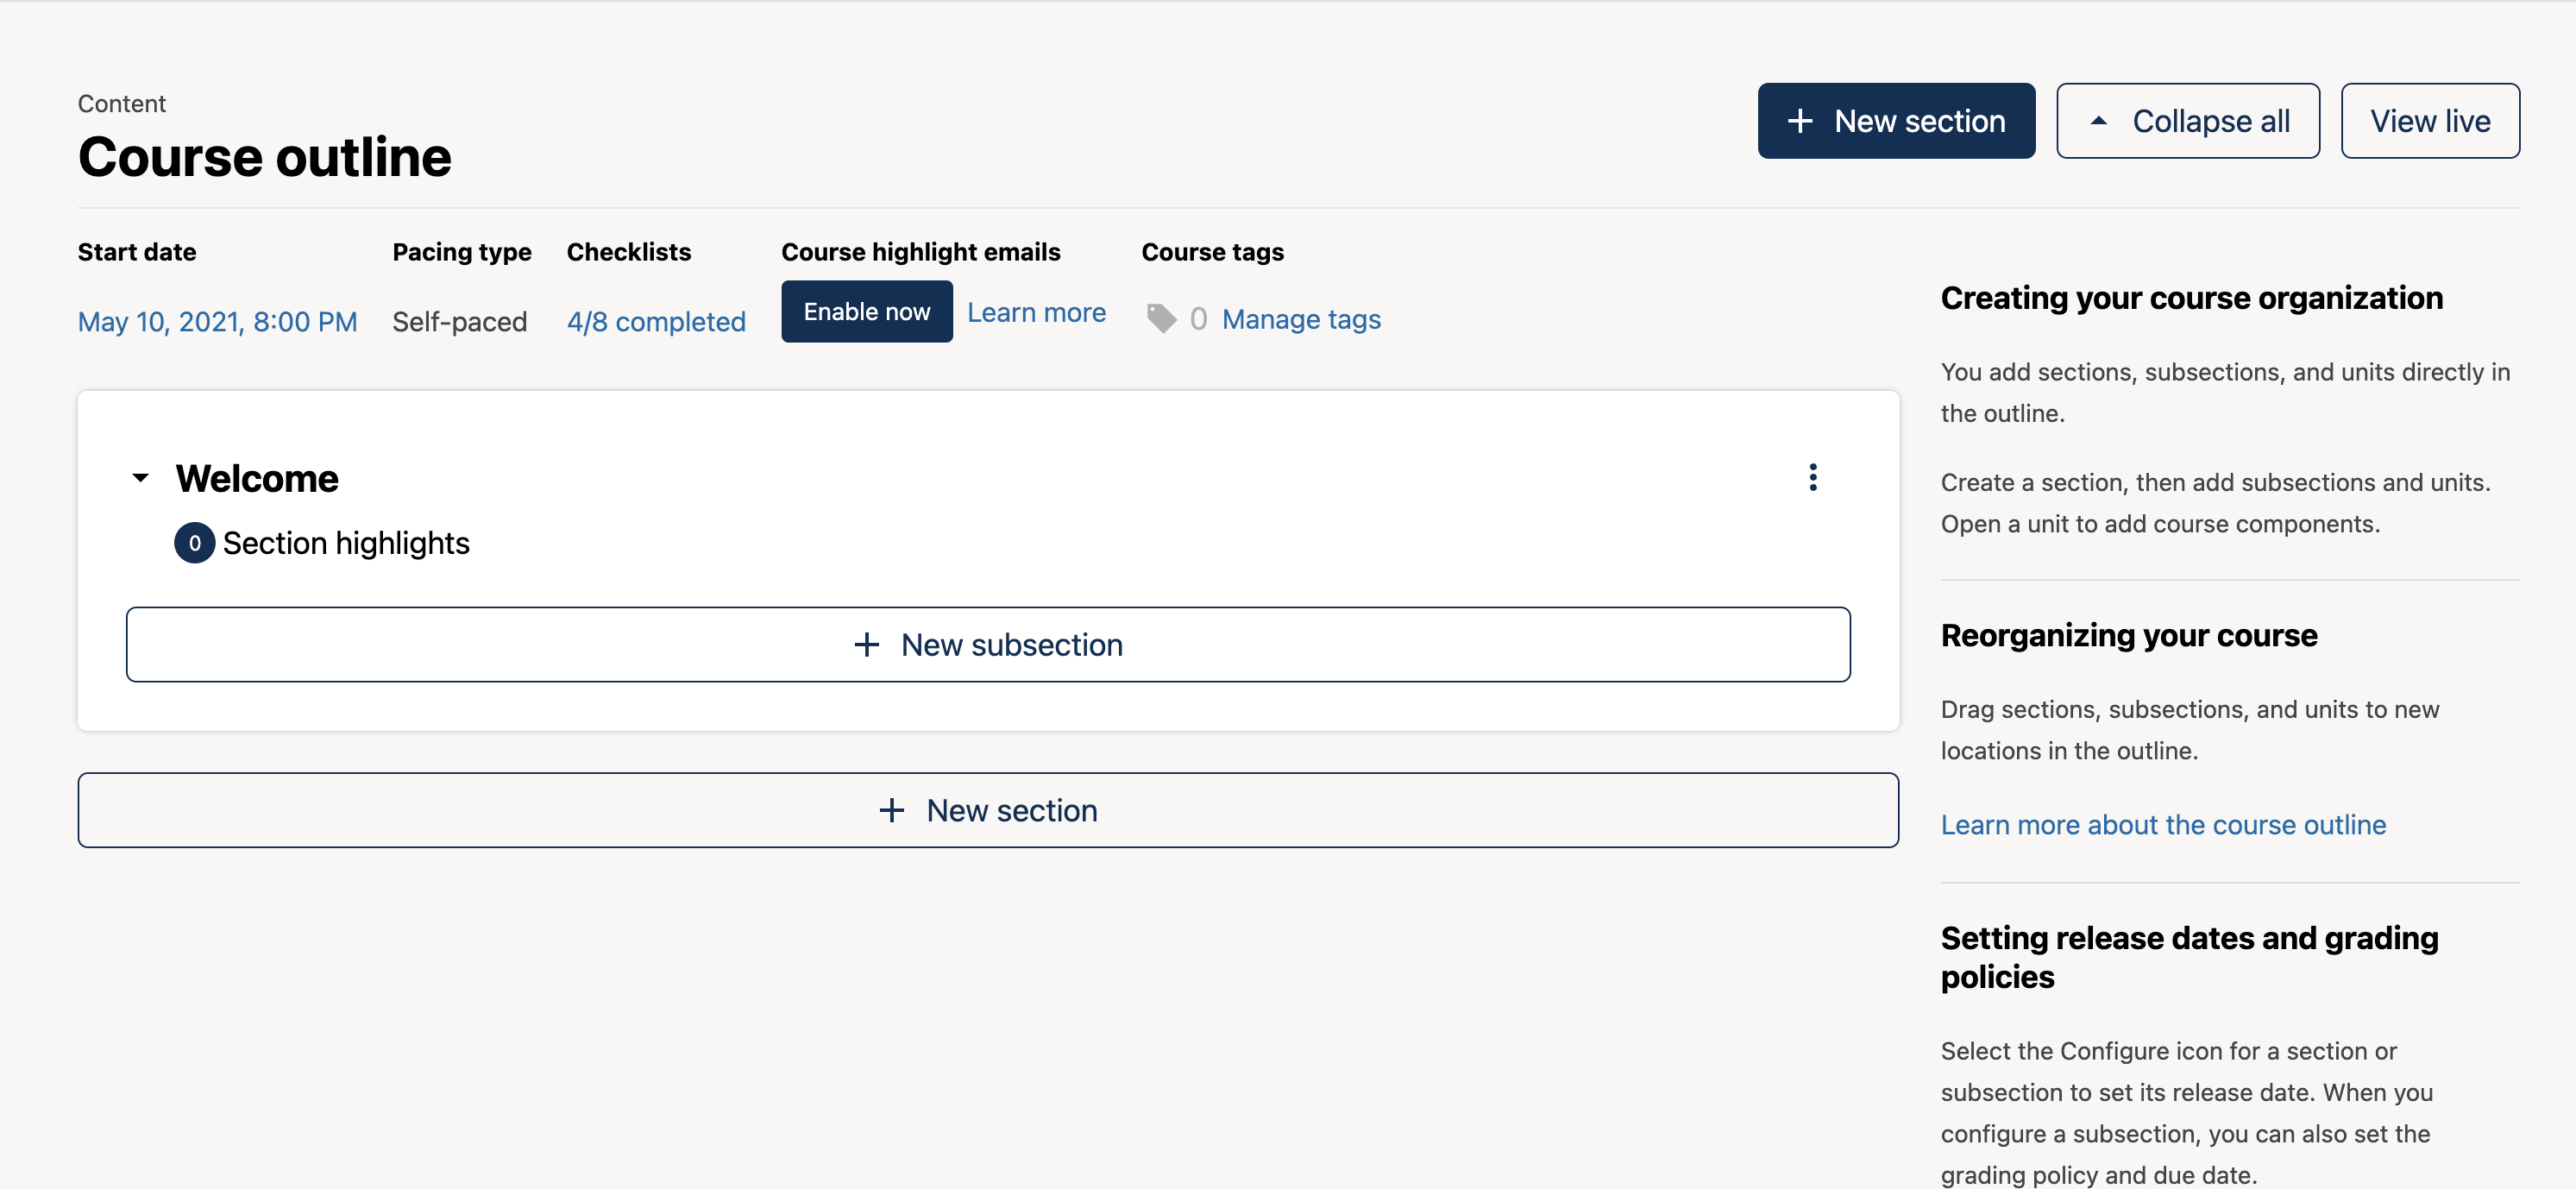 Content
Course outline
+ New section
Collapse all
View live
Start date
May 10, 2021, 8:00 PM
Pacing type
Self-paced
Checklists
4/8 completed
Course highlight emails
Enable now
Learn more
Course tags
0 Manage tags
Welcome
0 Section highlights
+ New subsection
+ New section
Creating your course organization
You add sections, subsections, and units directly in
the outline.
Create a section, then add subsections and units.
Open a unit to add course components.
Reorganizing your course
Drag sections, subsections, and units to new
locations in the outline.
Learn more about the course outline
Setting release dates and grading
policies
Select the Configure icon for a section or
subsection to set its release date. When you
configure a subsection, you can also set the
grading policy and due date.